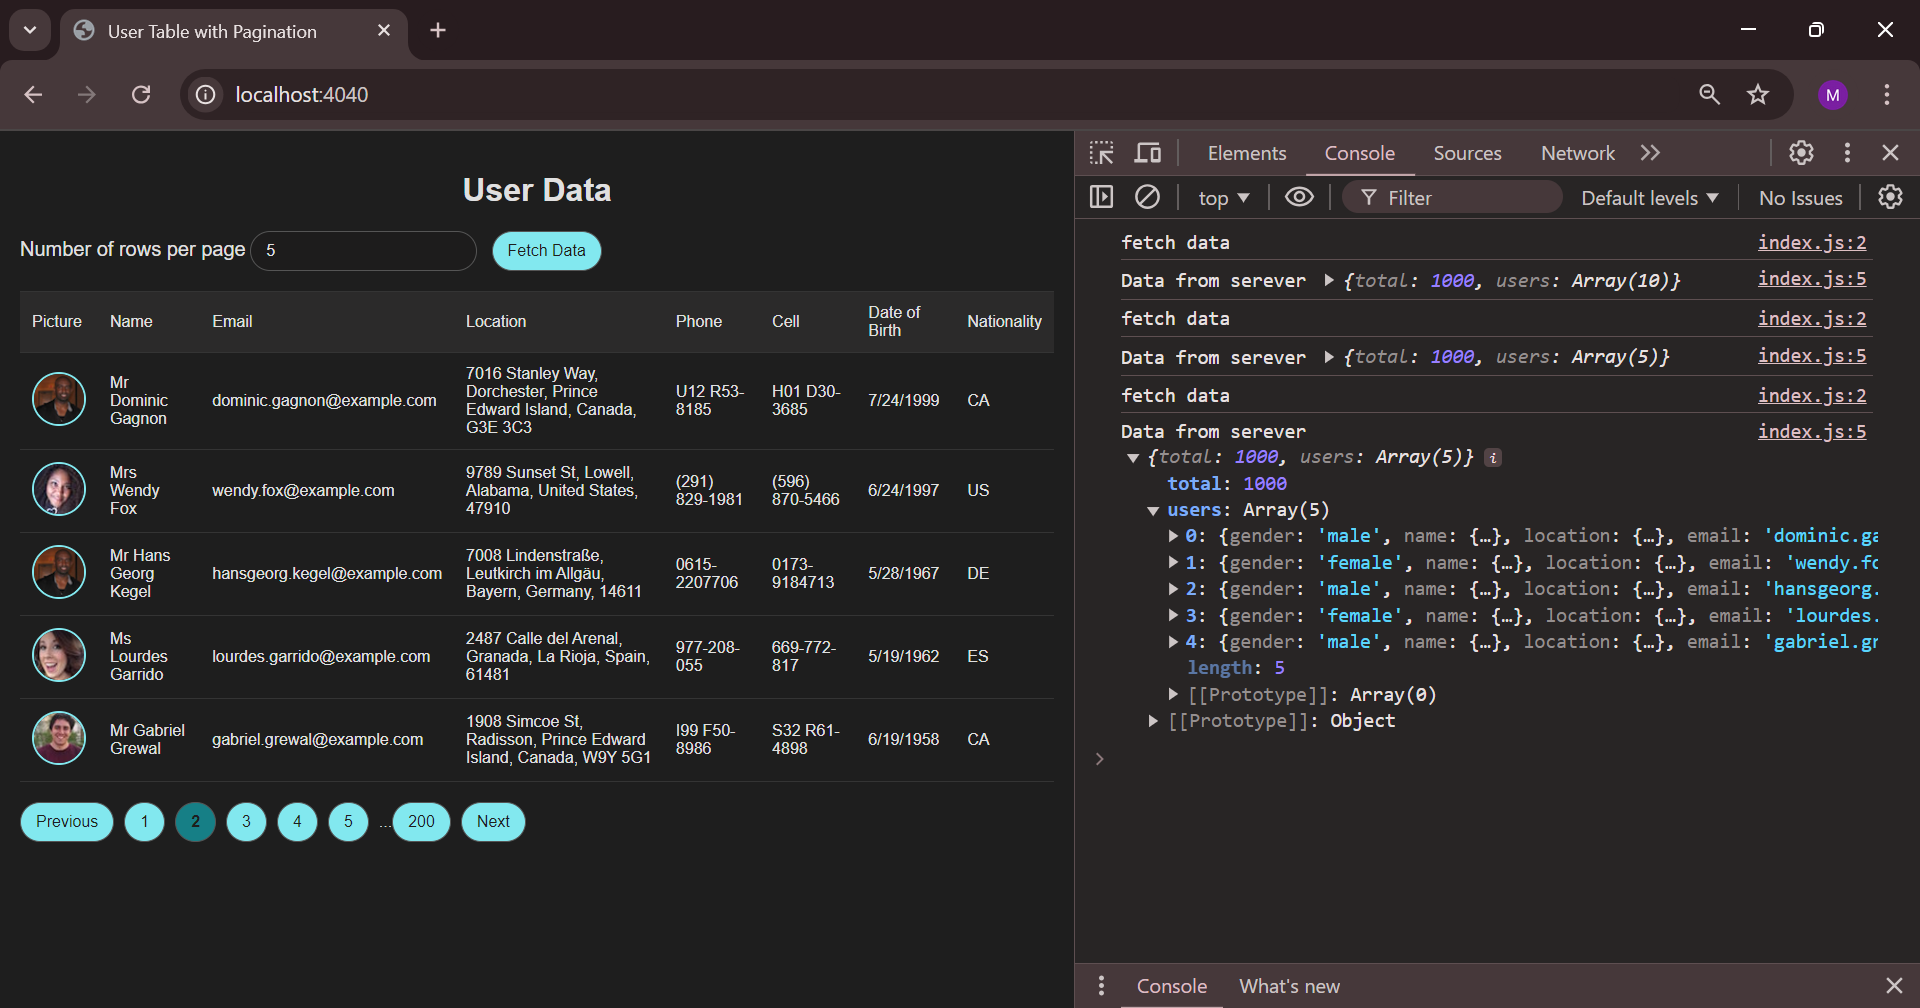 User Table with Pagination
localhost:4040
M
User Data
Number of rows per page 5 Fetch Data
Picture Name Email Location Phone Cell Date of Birth Nationality
Mr Dominic Gagnon dominic.gagnon@example.com 7016 Stanley Way, Dorchester, Prince Edward Island, Canada, G3E 3C3 U12 R53-8185 H01 D30-3685 7/24/1999 CA
Mrs Wendy Fox wendy.fox@example.com 9789 Sunset St, Lowell, Alabama, United States, 47910 (291) 829-1981 (596) 870-5466 6/24/1997 US
Mr Hans Georg Kegel hansgeorg.kegel@example.com 7008 Lindenstraße, Leutkirch im Allgäu, Bayern, Germany, 14611 0615-2207706 0173-9184713 5/28/1967 DE
Ms Lourdes Garrido lourdes.garrido@example.com 2487 Calle del Arenal, Granada, La Rioja, Spain, 61481 977-208-055 669-772-817 5/19/1962 ES
Mr Gabriel Grewal gabriel.grewal@example.com 1908 Simcoe St, Radisson, Prince Edward Island, Canada, W9Y 5G1 I99 F50-8986 S32 R61-4898 6/19/1958 CA
Previous 1 2 3 4 5 ... 200 Next
Elements Console Sources Network
top Filter Default levels No Issues
fetch data index.js:2
Data from serever {total: 1000, users: Array(10)} index.js:5
fetch data index.js:2
Data from serever {total: 1000, users: Array(5)} index.js:5
fetch data index.js:2
Data from serever index.js:5
{total: 1000, users: Array(5)} i
total: 1000
users: Array(5)
0: {gender: 'male', name: {…}, location: {…}, email: 'dominic.ga
1: {gender: 'female', name: {…}, location: {…}, email: 'wendy.fo
2: {gender: 'male', name: {…}, location: {…}, email: 'hansgeorg.
3: {gender: 'female', name: {…}, location: {…}, email: 'lourdes.
4: {gender: 'male', name: {…}, location: {…}, email: 'gabriel.gr
length: 5
[[Prototype]]: Array(0)
[[Prototype]]: Object
Console What's new